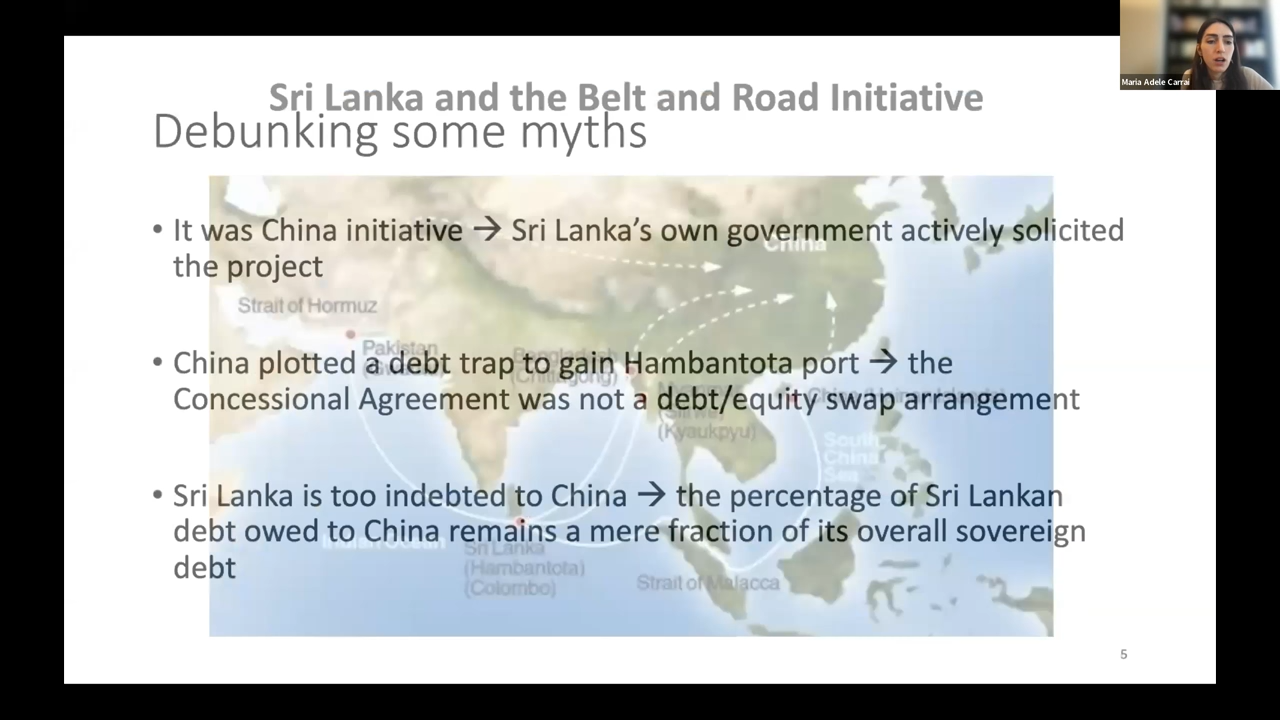 Maria Adele Carrai
Sri Lanka and the Belt and Road Initiative
Debunking some myths
• It was China initiative → Sri Lanka's own government actively solicited
the project
China
Strait of Hormuz
• China plotted a debt trap to gain Hambantota port → the
Concessional Agreement was not a debt/equity swap arrangement
Pakistan
Bangladesh
(Chittagong)
Myanmar
(Kyaukpyu)
South
China
Sea
• Sri Lanka is too indebted to China → the percentage of Sri Lankan
debt owed to China remains a mere fraction of its overall sovereign
debt
Indian Ocean
Sri Lanka
(Hambantota)
(Colombo)
Strait of Malacca
5